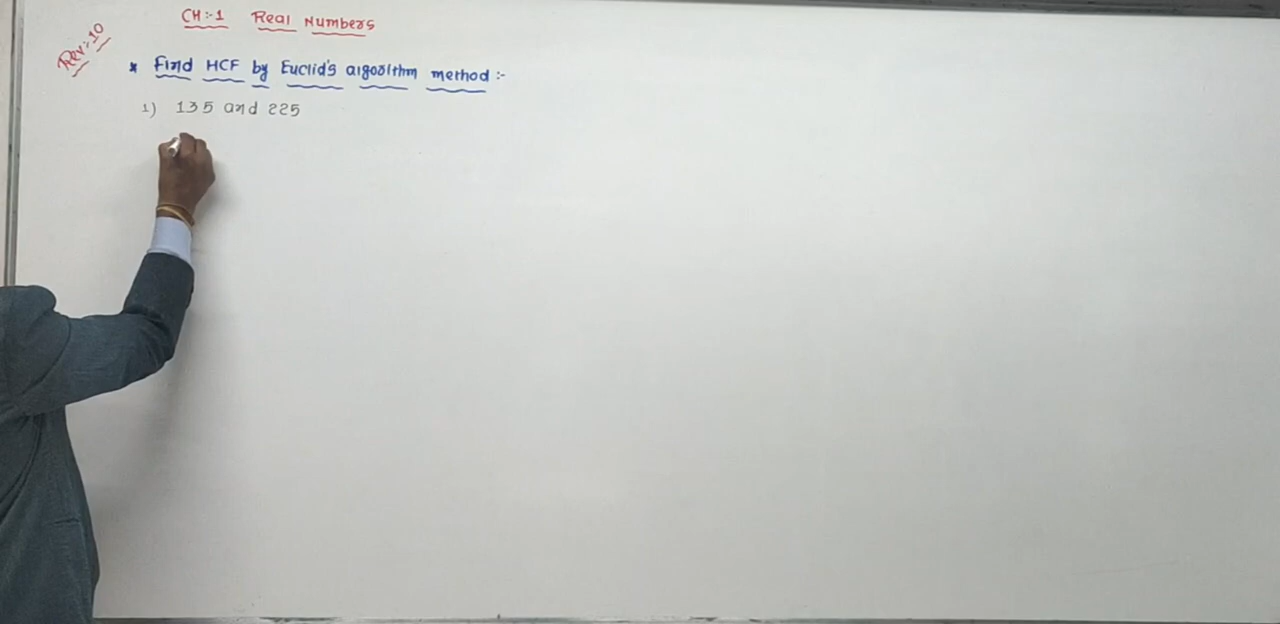 CH:-1 Real Numbers
Rev:-10
* Find HCF by Euclid's algorithm method :-
1) 135 and 225